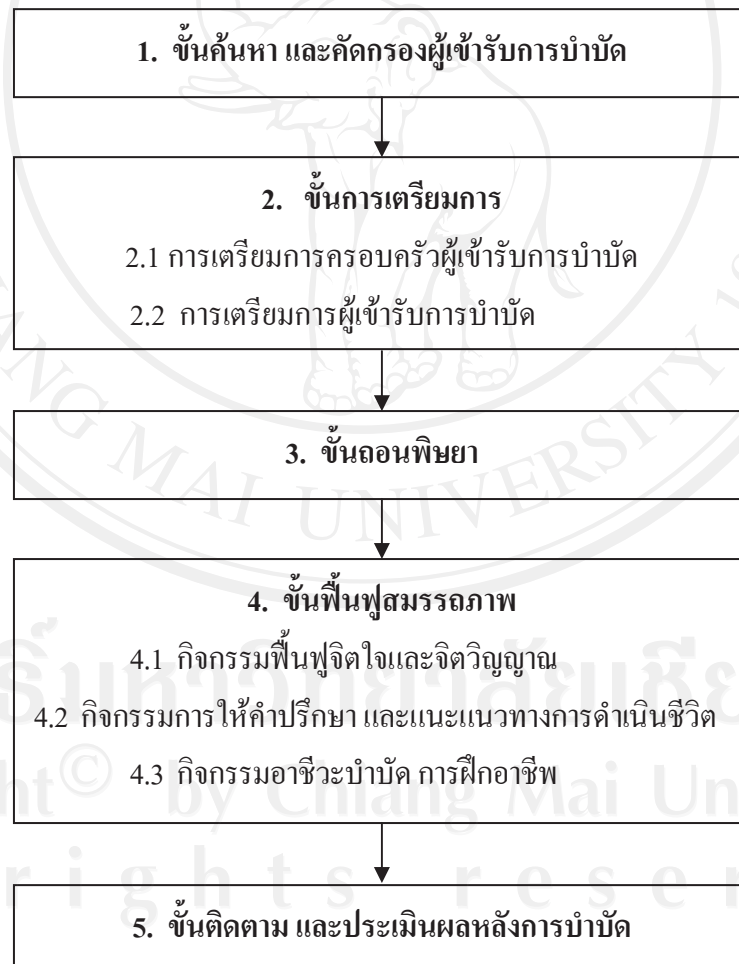 1. ขั้นค้นหา และคัดกรองผู้เข้ารับการบำบัด
2. ขั้นการเตรียมการ
2.1 การเตรียมการครอบครัวผู้เข้ารับการบำบัด
2.2 การเตรียมการผู้เข้ารับการบำบัด
3. ขั้นถอนพิษยา
4. ขั้นฟื้นฟูสมรรถภาพ
4.1 กิจกรรมฟื้นฟูจิตใจและจิตวิญญาณ
4.2 กิจกรรมการให้คำปรึกษา และแนะแนวทางการดำเนินชีวิต
4.3 กิจกรรมอาชีวะบำบัด การฝึกอาชีพ
5. ขั้นติดตาม และประเมินผลหลังการบำบัด
MAI UNIVERSITY
by Chiang Mai